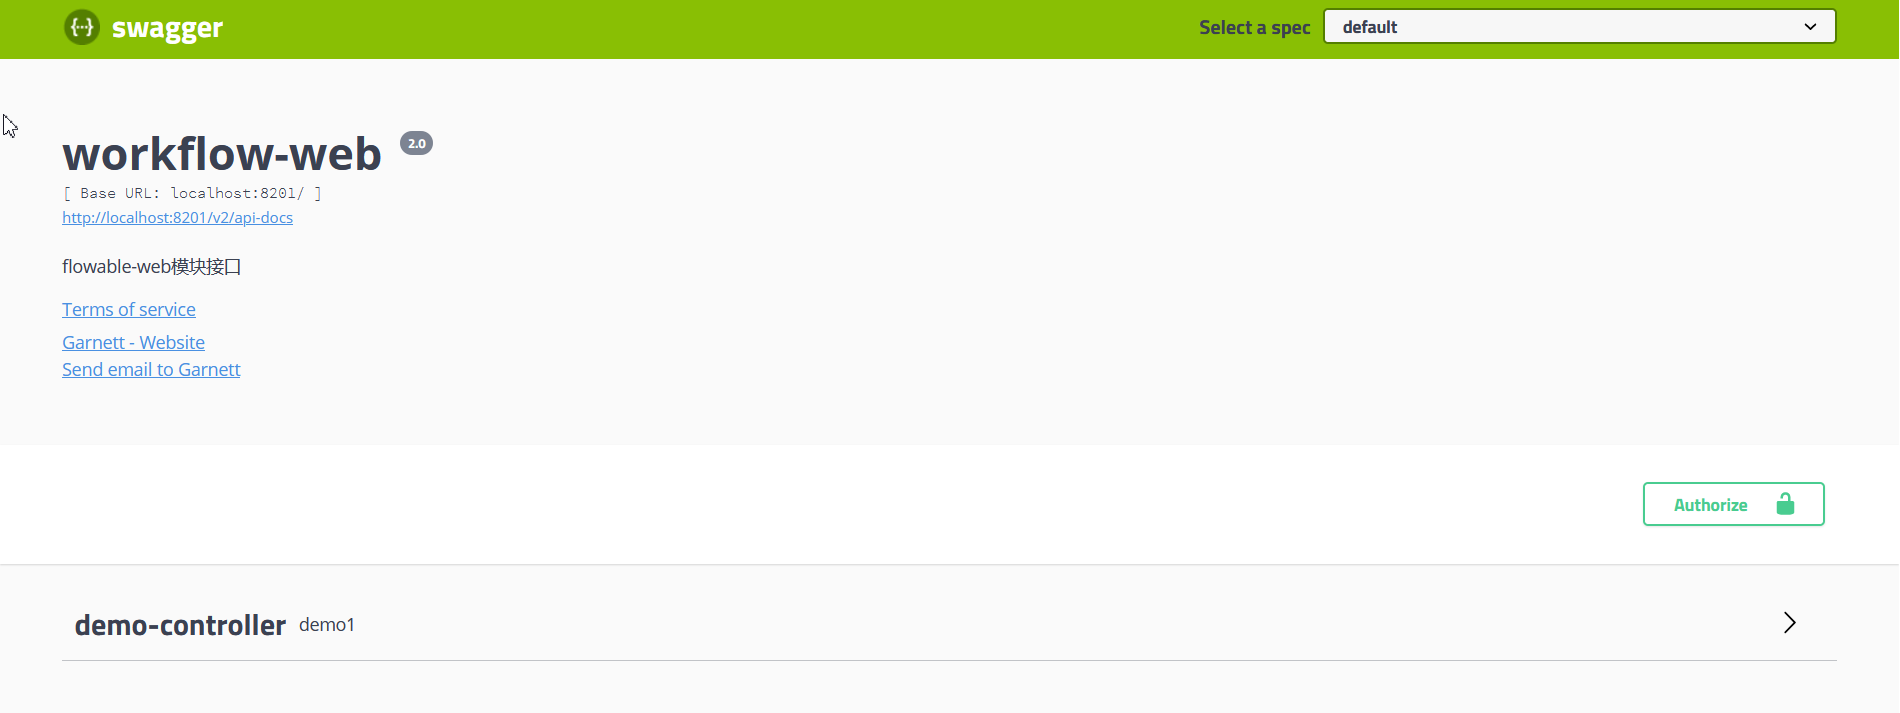 swagger
Select a spec
default
workflow-web 2.0
[ Base URL: localhost:8201/ ]
http://localhost:8201/v2/api-docs
flowable-web模块接口
Terms of service
Garnett - Website
Send email to Garnett
Authorize
demo-controller demo1